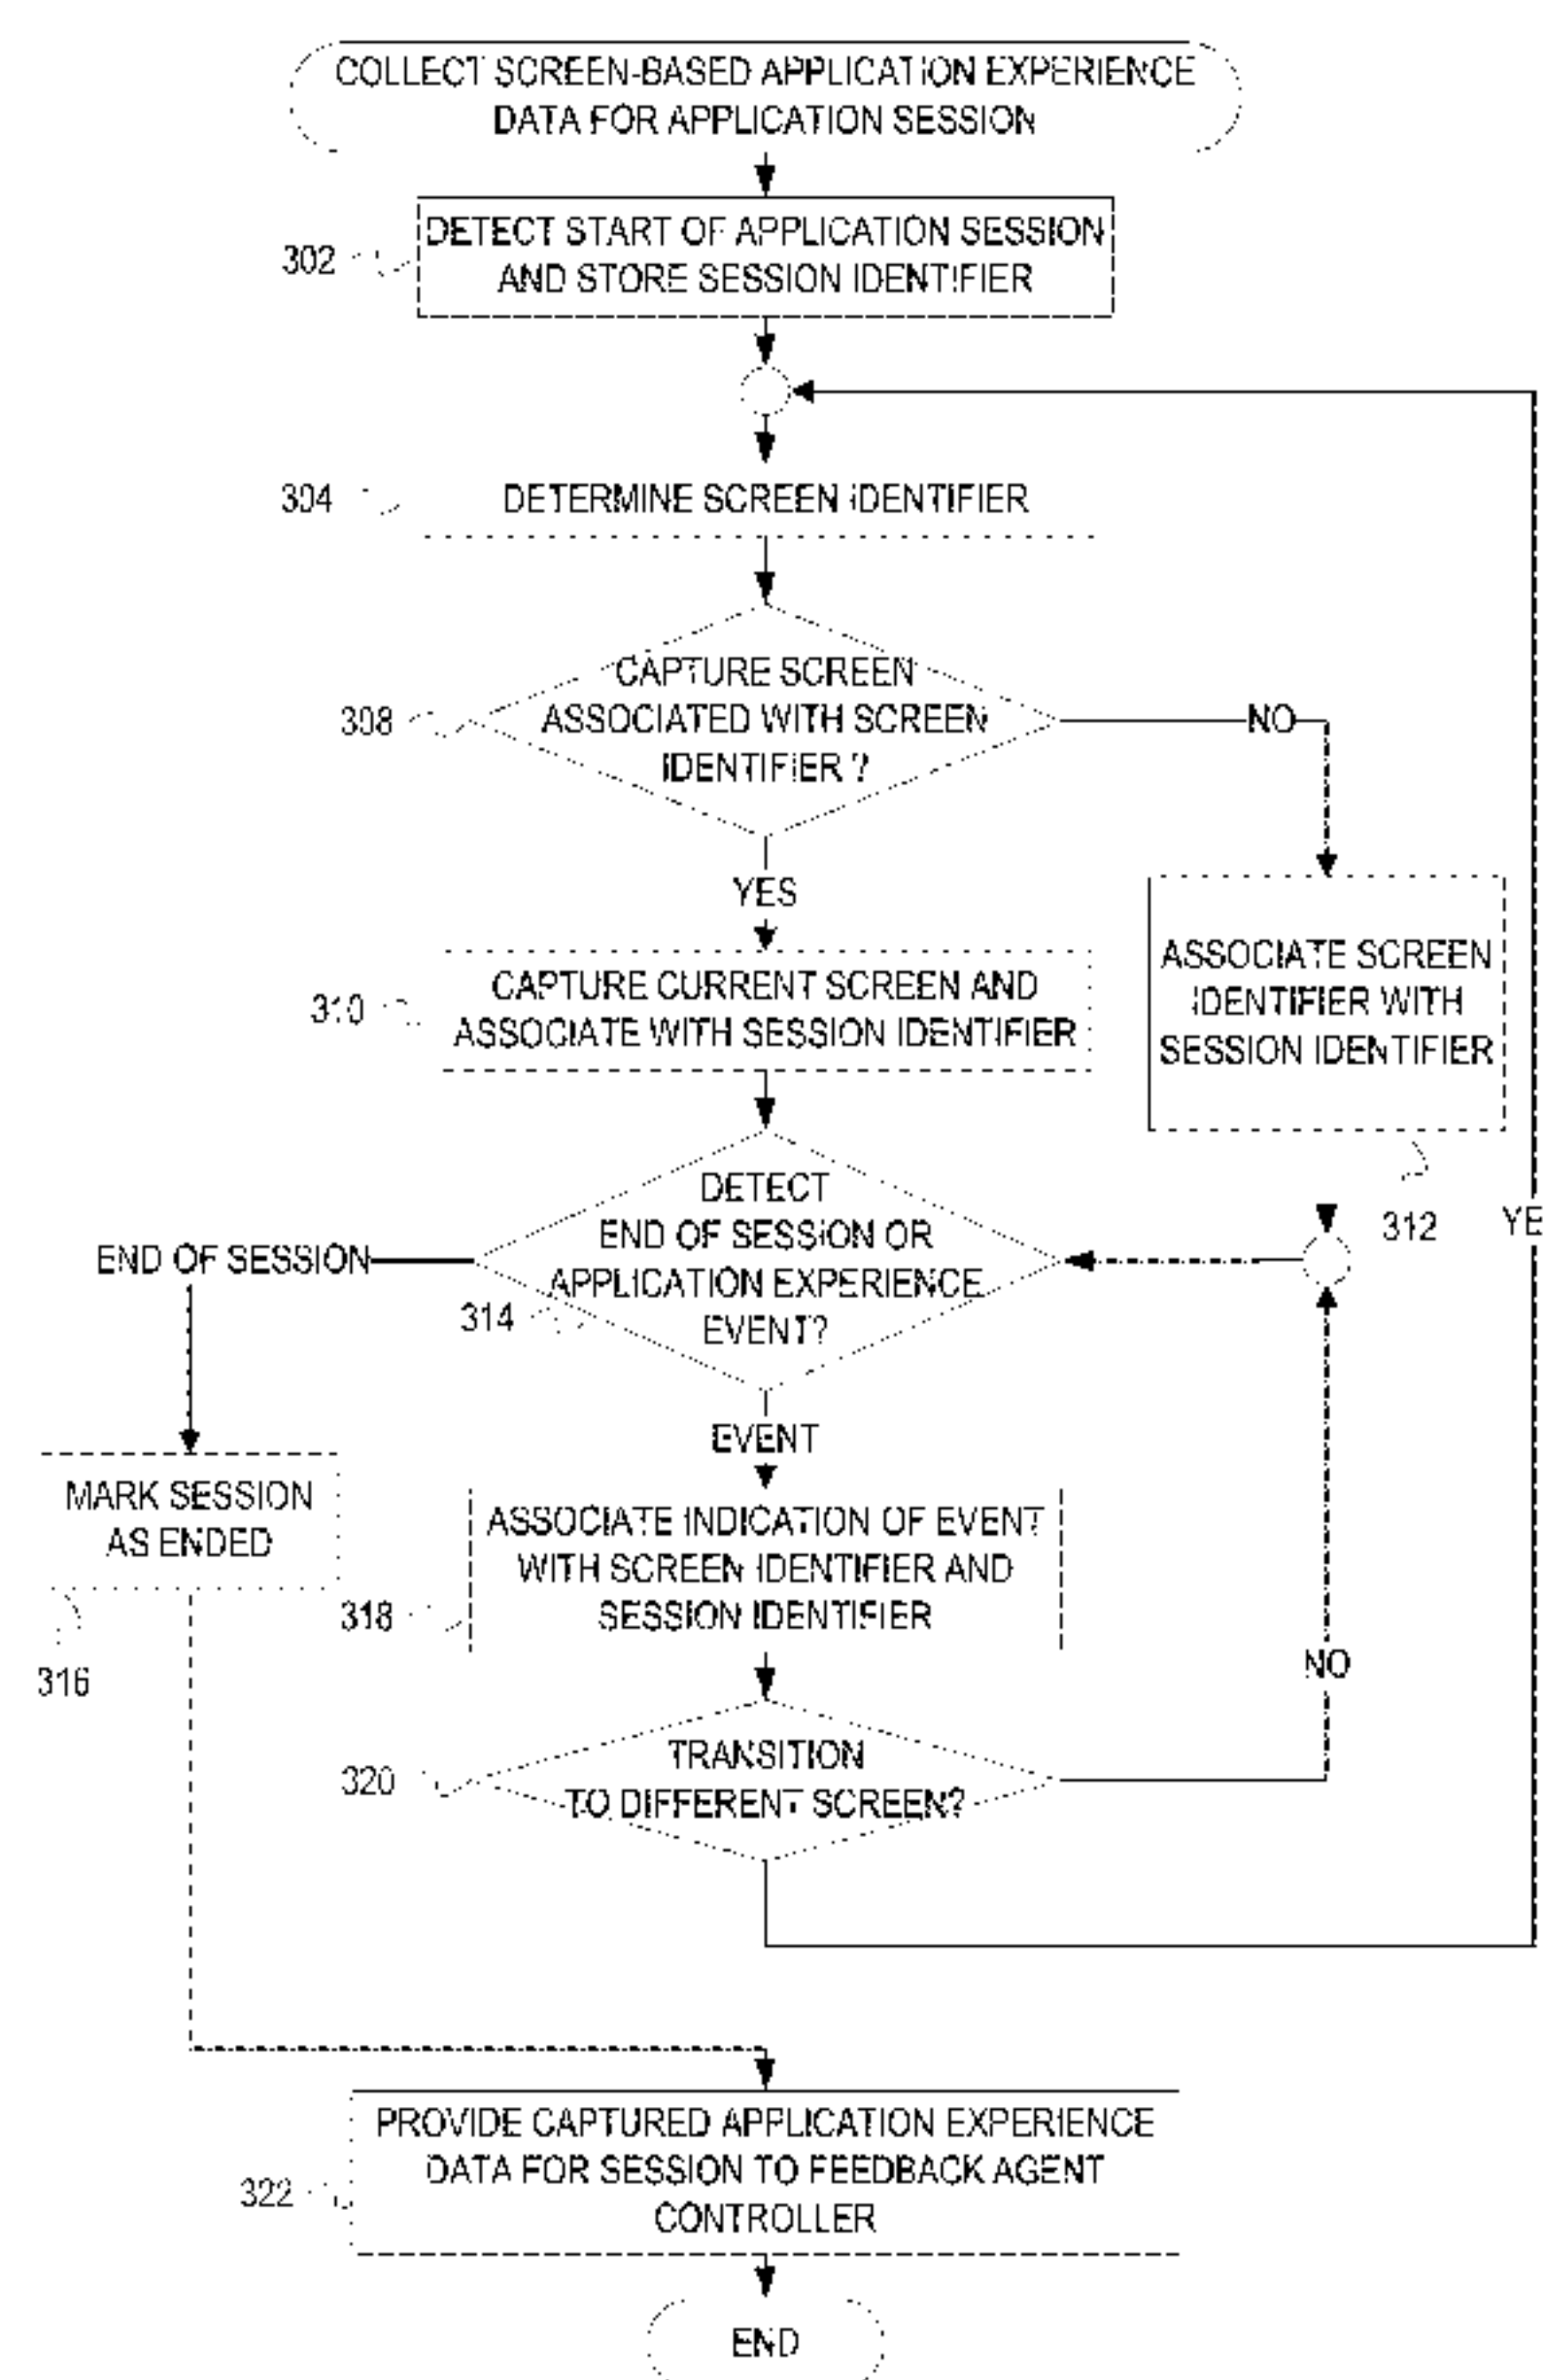 COLLECT SCREEN-BASED APPLICATION EXPERIENCE
DATA FOR APPLICATION SESSION
302
DETECT START OF APPLICATION SESSION
AND STORE SESSION IDENTIFIER
304
DETERMINE SCREEN IDENTIFIER
308
CAPTURE SCREEN
ASSOCIATED WITH SCREEN
IDENTIFIER ?
NO
YES
310
CAPTURE CURRENT SCREEN AND
ASSOCIATE WITH SESSION IDENTIFIER
ASSOCIATE SCREEN
IDENTIFIER WITH
SESSION IDENTIFIER
312
YE
DETECT
END OF SESSION OR
APPLICATION EXPERIENCE
EVENT?
314
END OF SESSION
EVENT
MARK SESSION
AS ENDED
316
ASSOCIATE INDICATION OF EVENT
WITH SCREEN IDENTIFIER AND
SESSION IDENTIFIER
318
NO
TRANSITION
TO DIFFERENT SCREEN?
320
PROVIDE CAPTURED APPLICATION EXPERIENCE
DATA FOR SESSION TO FEEDBACK AGENT
CONTROLLER
322
END